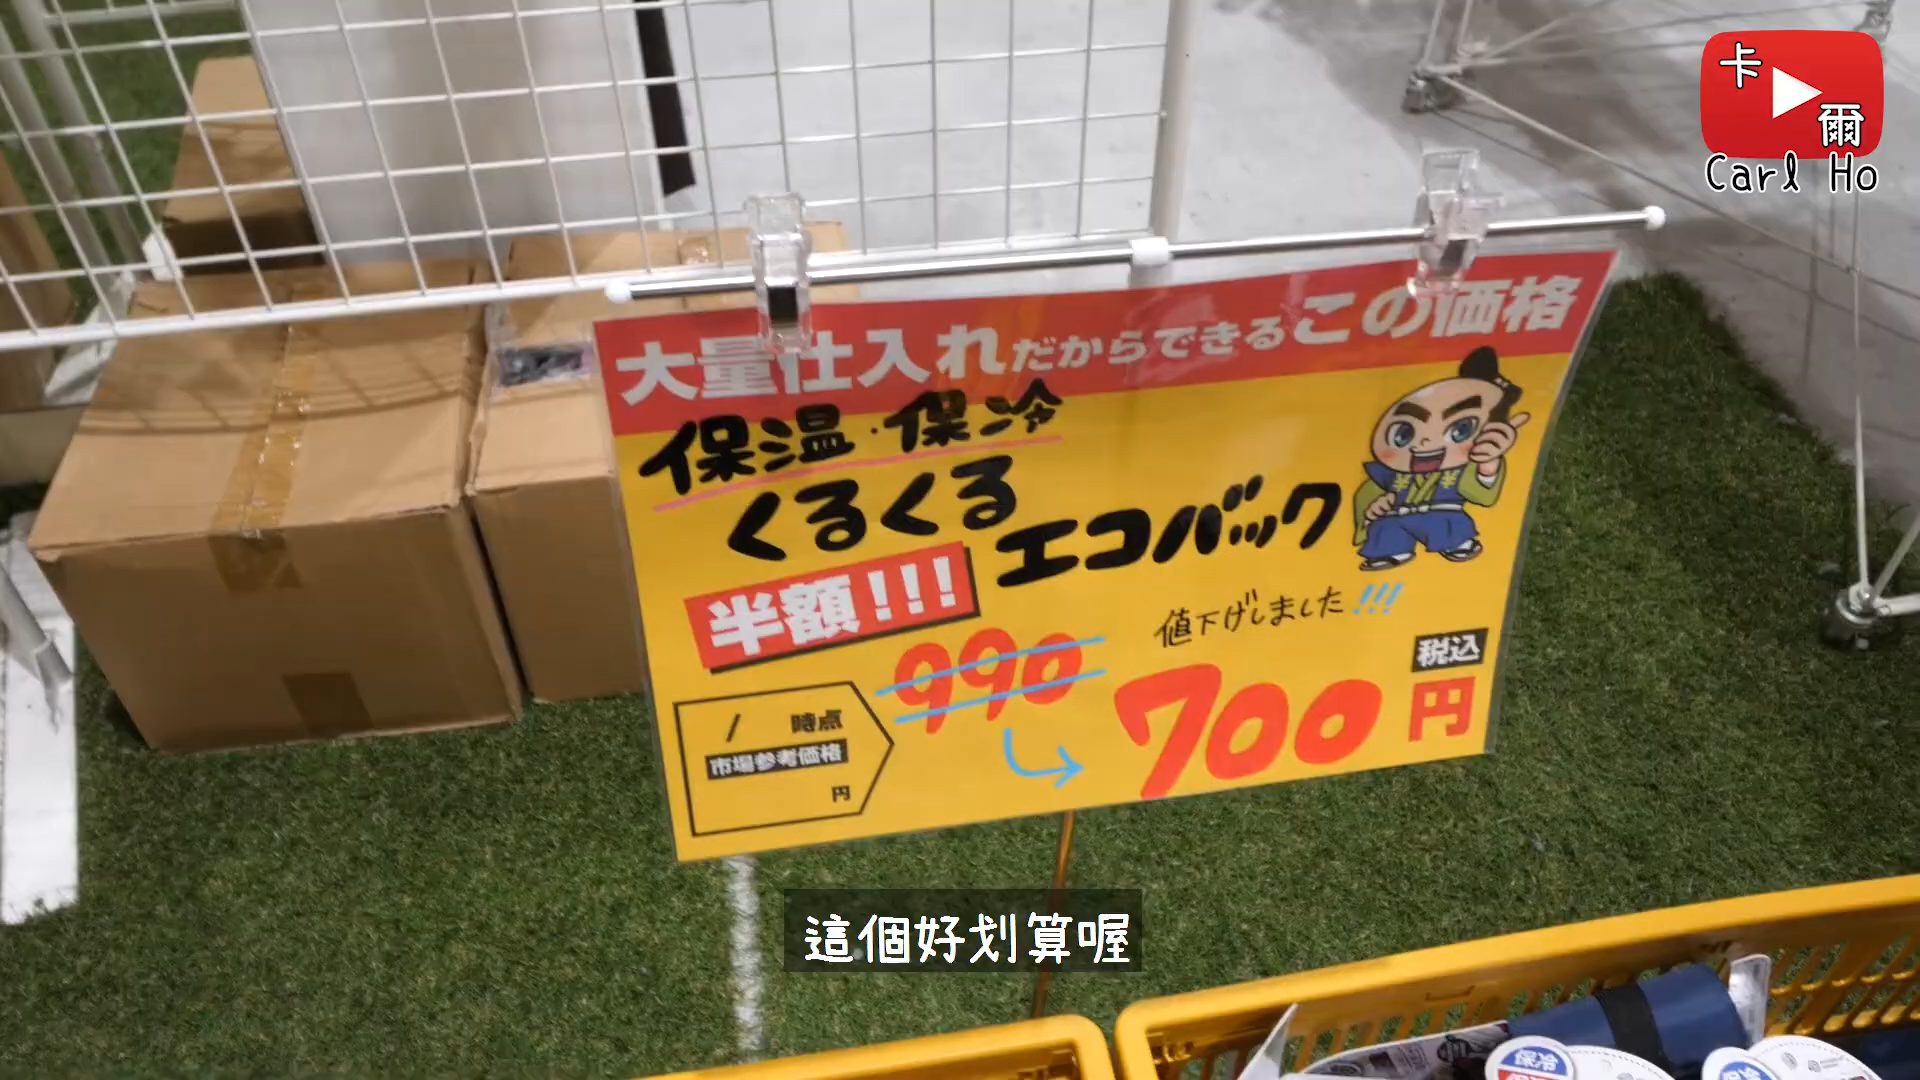 卡
爾
Carl Ho
大量仕入れだからできるこの価格
保温・保冷
くるくる
エコバック
半額!!!
値下げしました!!!
990
700円
税込
/ 時点
市場参考価格
円
這個好划算喔
保冷